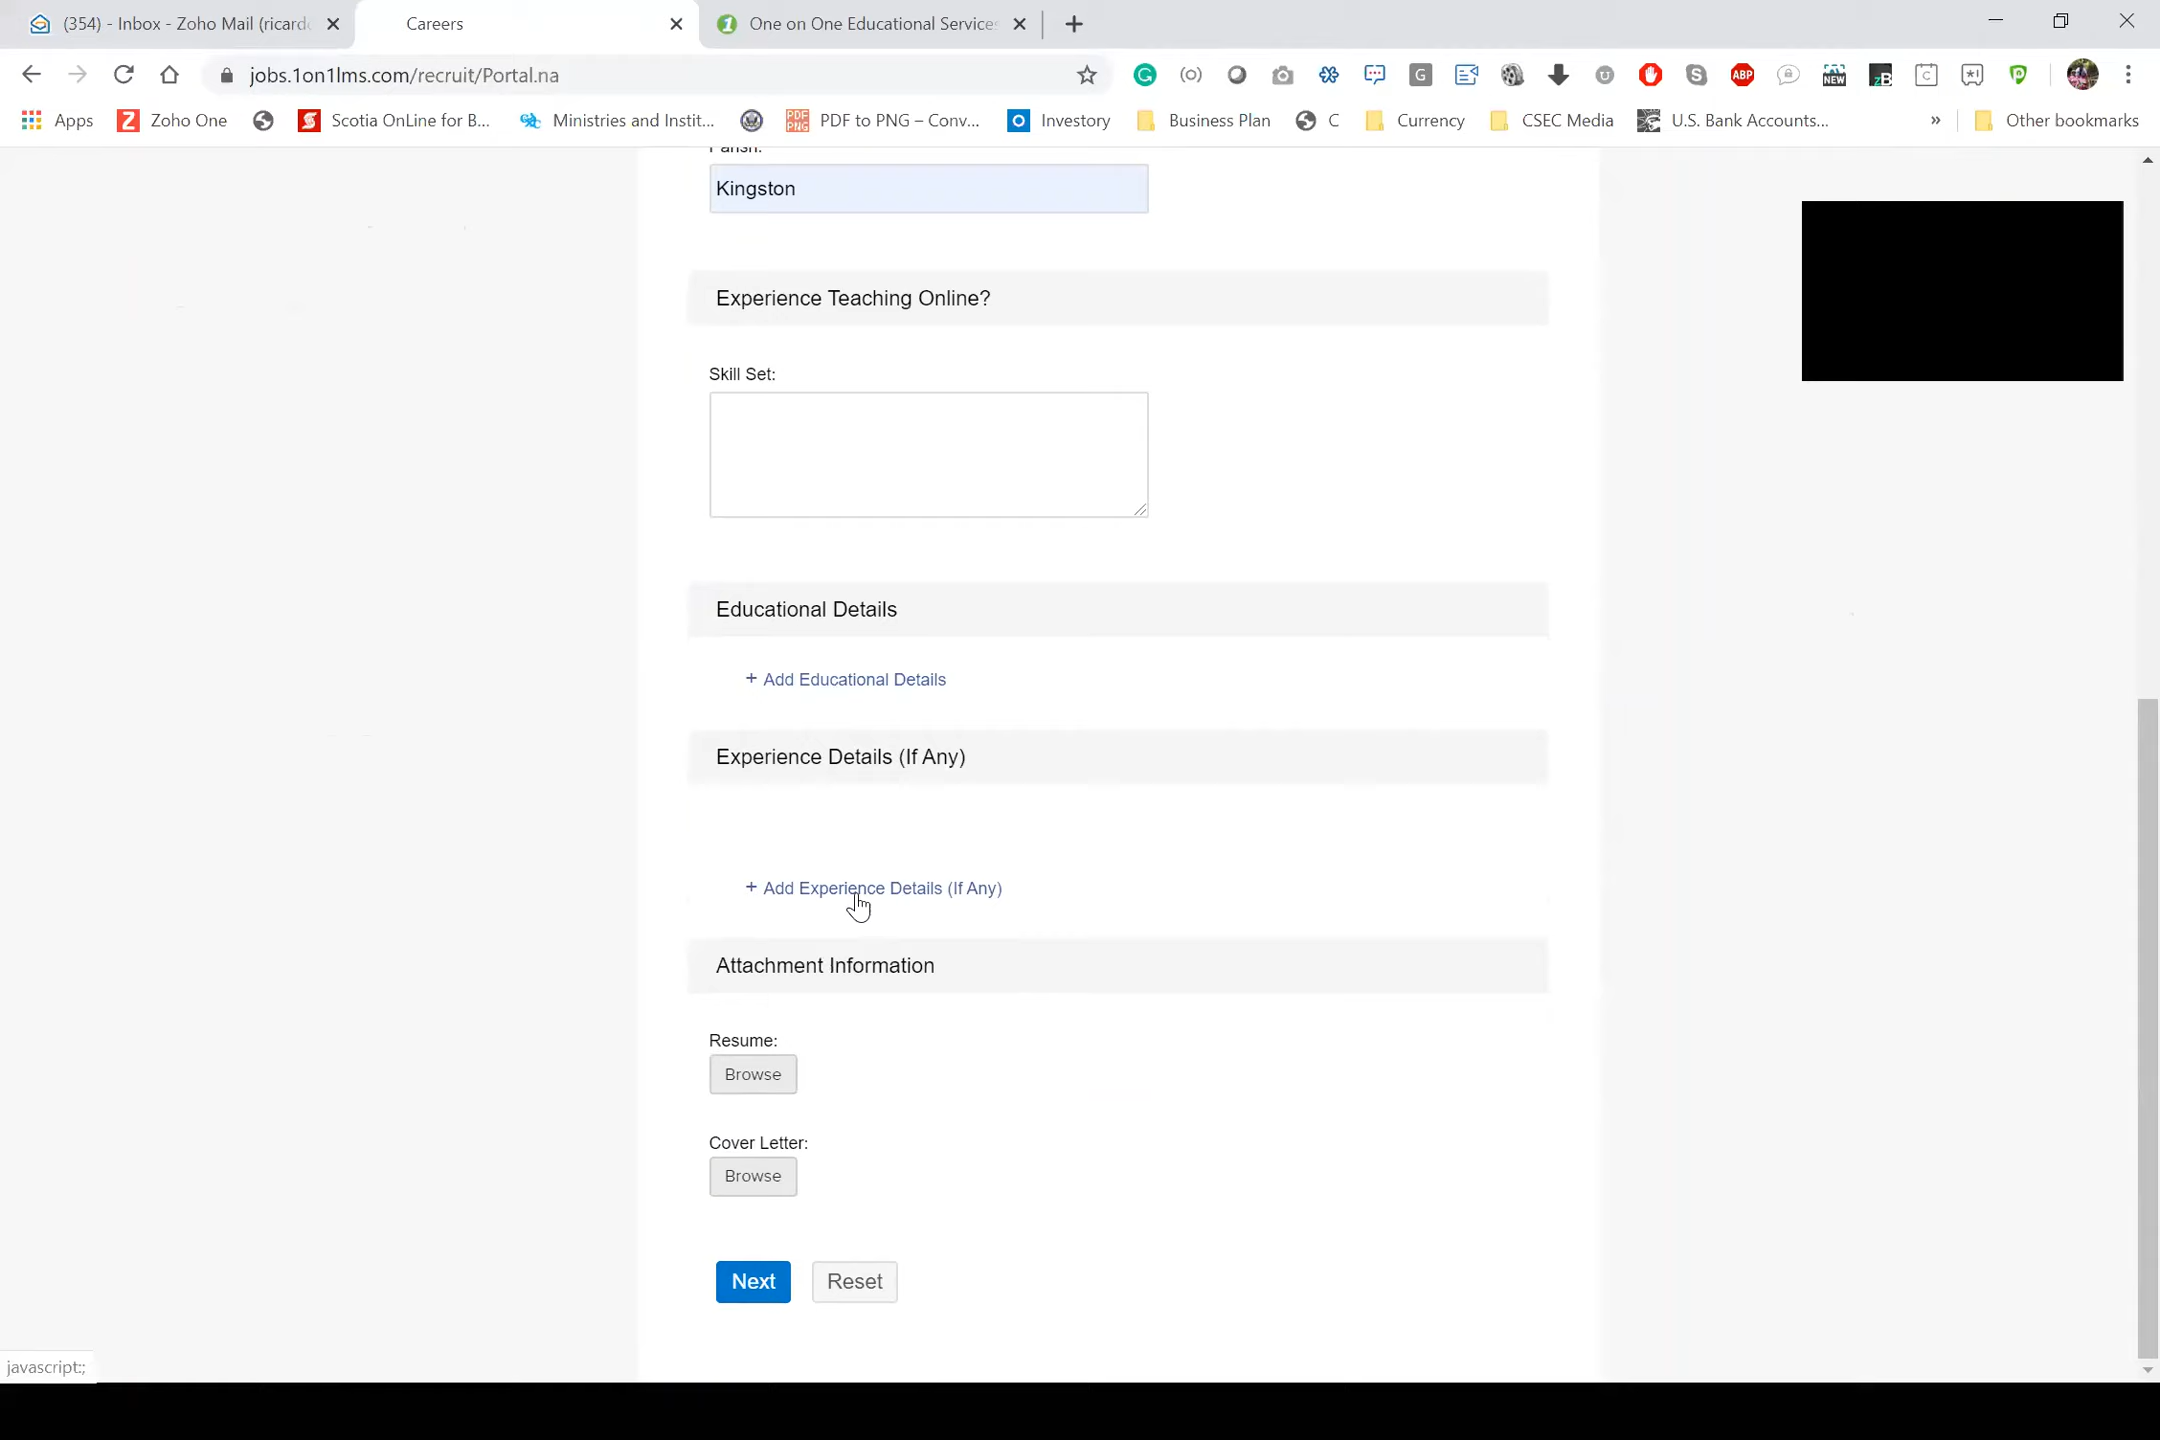 (354) - Inbox - Zoho Mail (ricard
Careers
One on One Educational Services
jobs.1on1lms.com/recruit/Portal.na
Apps
Zoho One
Scotia OnLine for B...
Ministries and Instit...
PDF to PNG – Conv...
Investory
Business Plan
C
Currency
CSEC Media
U.S. Bank Accounts...
»
Other bookmarks
Parish:
Kingston
Experience Teaching Online?
Skill Set:
Educational Details
+ Add Educational Details
Experience Details (If Any)
+ Add Experience Details (If Any)
Attachment Information
Resume:
Browse
Cover Letter:
Browse
Next
Reset
javascript:;